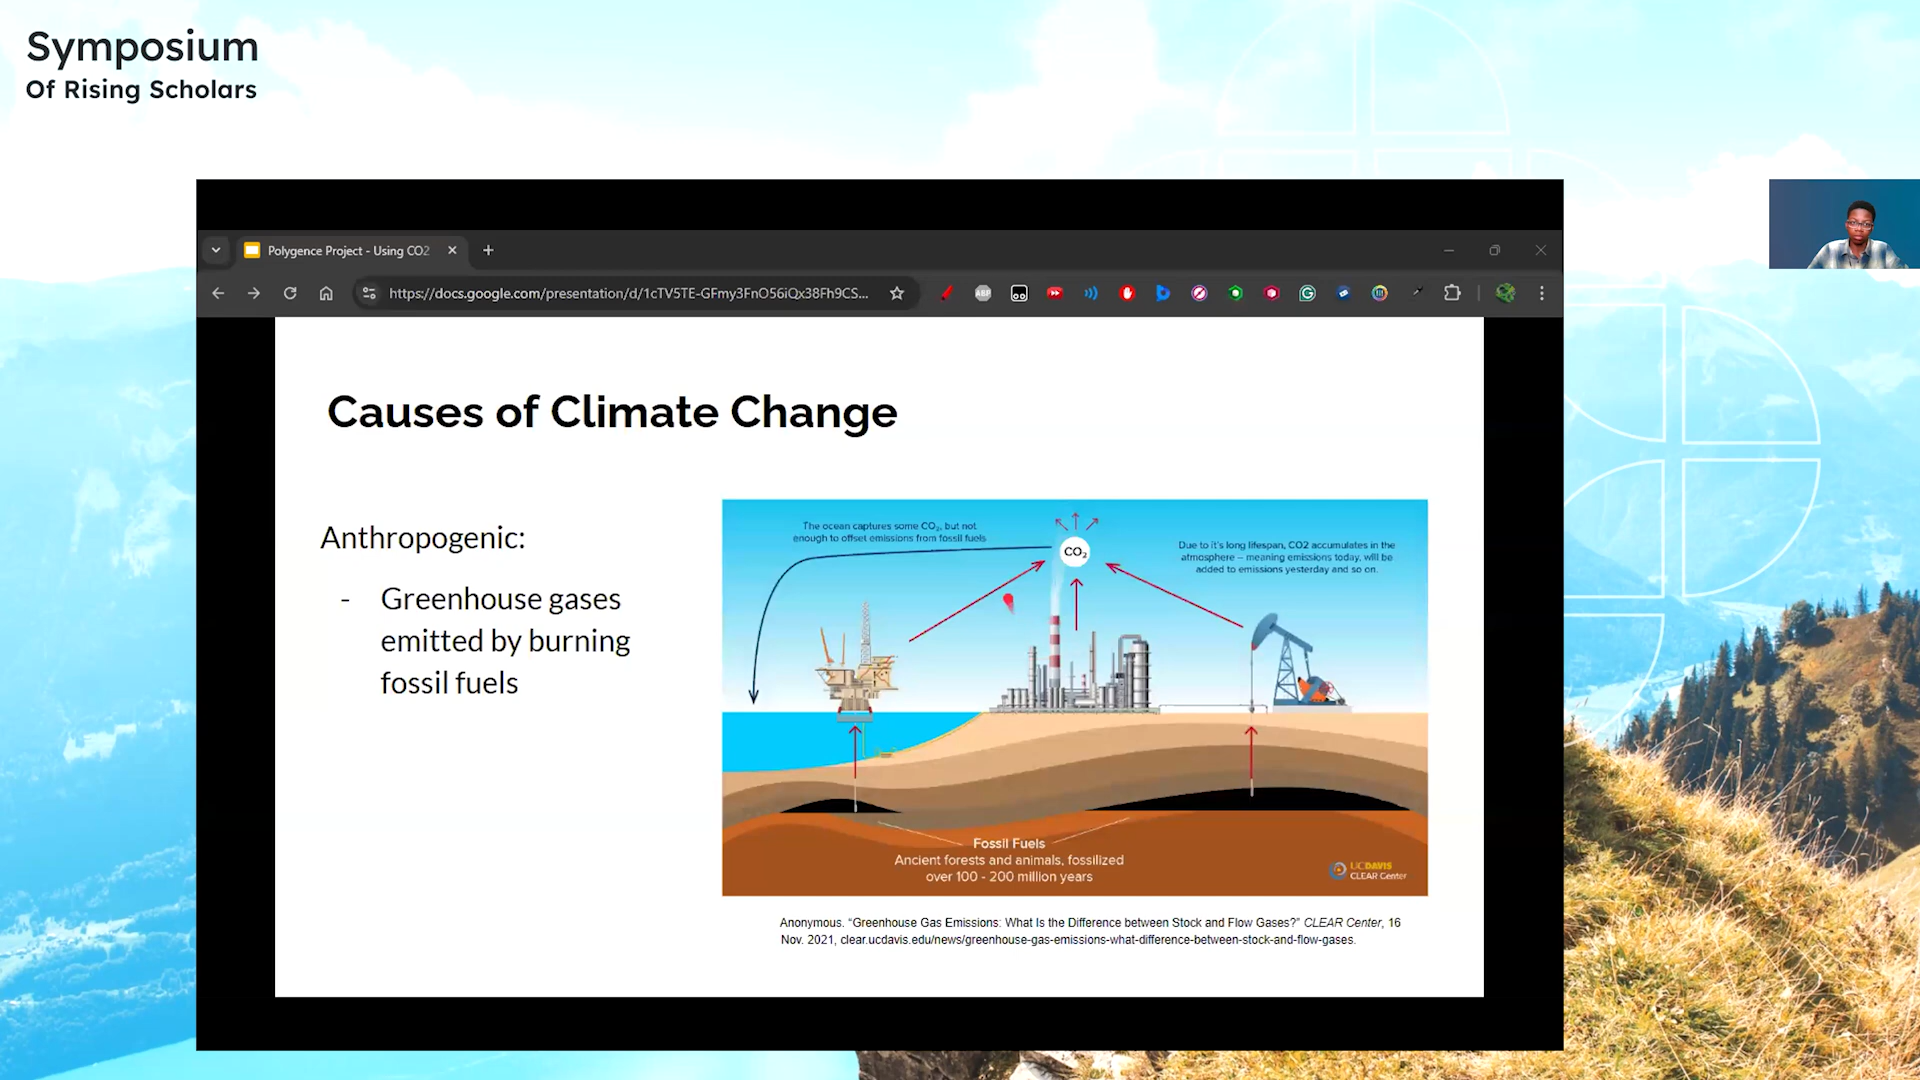 Symposium
Of Rising Scholars
Polygence Project - Using CO2
https://docs.google.com/presentation/d/1cTV5TE-GFmy3FnO56iQx38Fh9CS...
ABP
Causes of Climate Change
Anthropogenic:
- Greenhouse gases
emitted by burning
fossil fuels
The ocean captures some CO₂, but not
enough to offset emissions from fossil fuels
CO₂
Due to it's long lifespan, CO2 accumulates in the
atmosphere – meaning emissions today, will be
added to emissions yesterday and so on.
Fossil Fuels
Ancient forests and animals, fossilized
over 100 - 200 million years
UCDAVIS
CLEAR Center
Anonymous. “Greenhouse Gas Emissions: What Is the Difference between Stock and Flow Gases?” CLEAR Center, 16
Nov. 2021, clear.ucdavis.edu/news/greenhouse-gas-emissions-what-difference-between-stock-and-flow-gases.